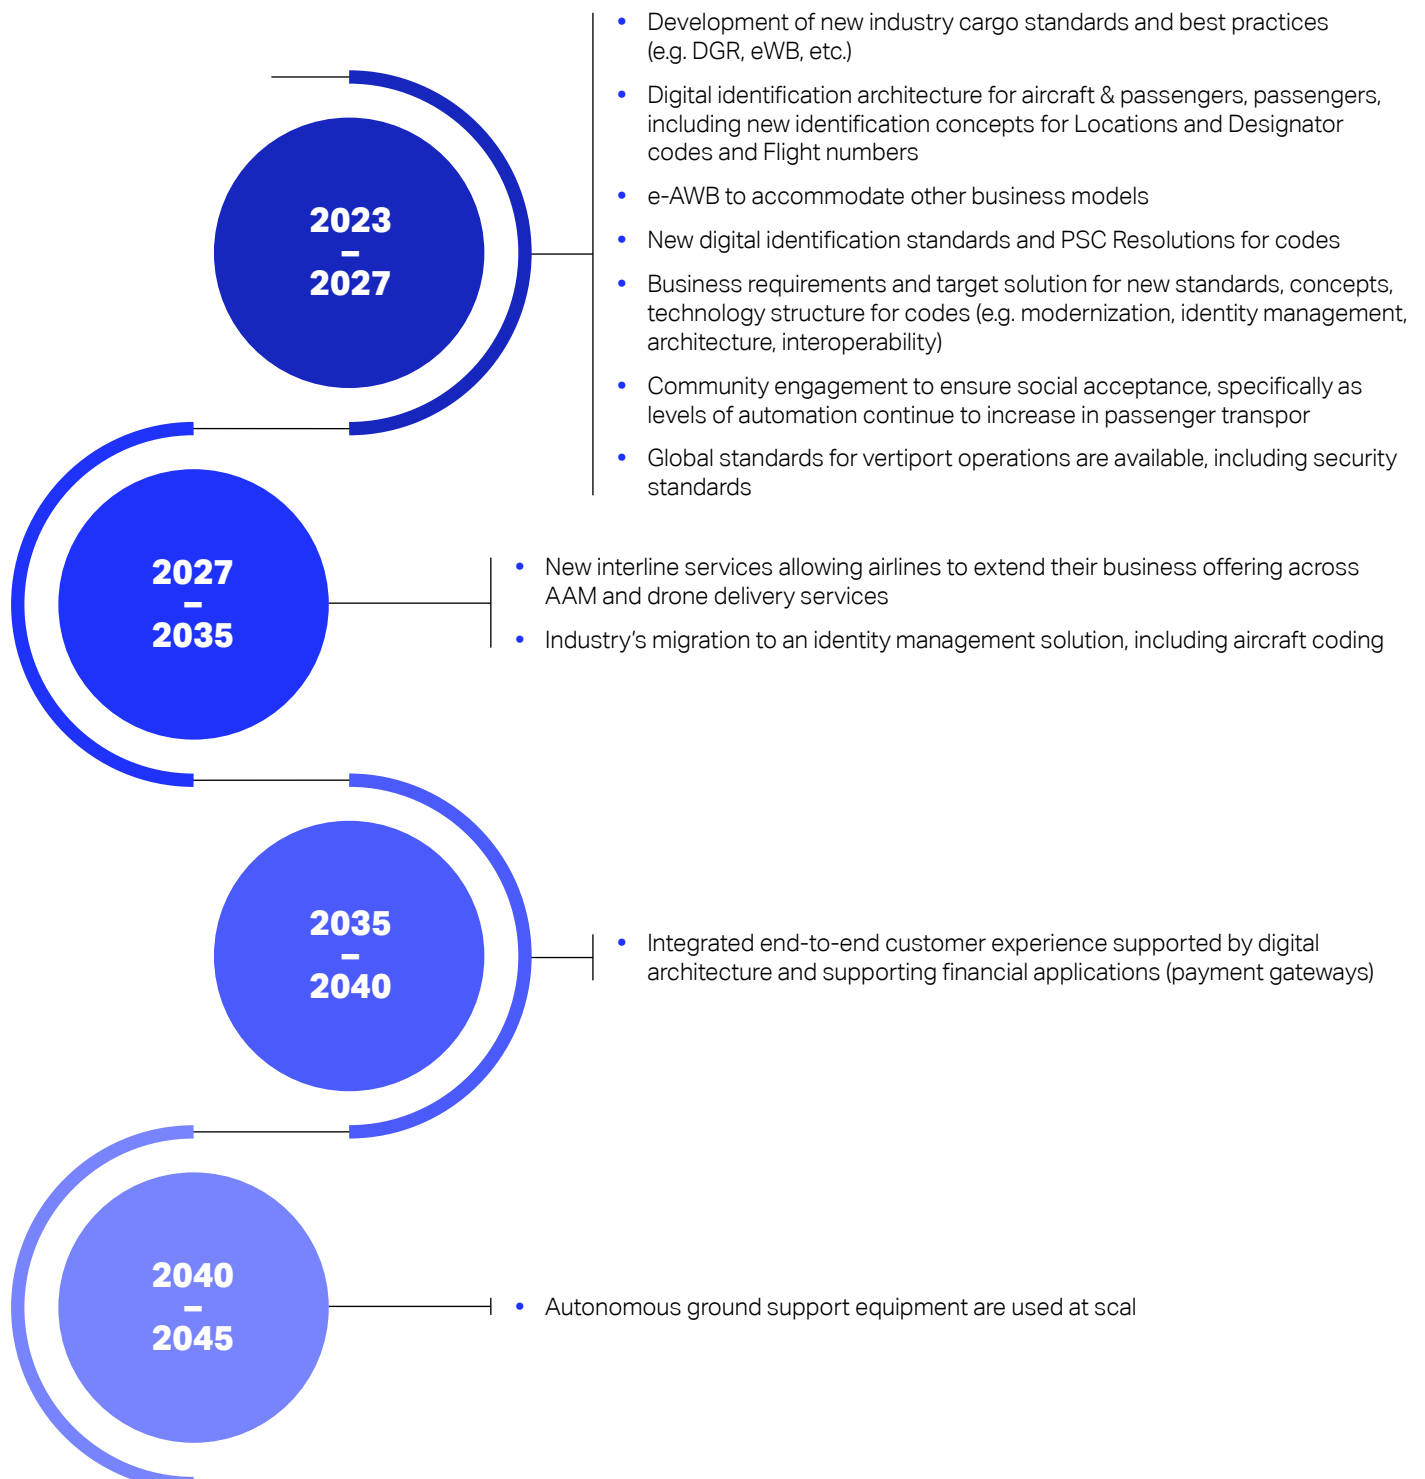 2023
–
2027
• Development of new industry cargo standards and best practices
(e.g. DGR, eWB, etc.)
• Digital identification architecture for aircraft & passengers, passengers,
including new identification concepts for Locations and Designator
codes and Flight numbers
• e-AWB to accommodate other business models
• New digital identification standards and PSC Resolutions for codes
• Business requirements and target solution for new standards, concepts,
technology structure for codes (e.g. modernization, identity management,
architecture, interoperability)
• Community engagement to ensure social acceptance, specifically as
levels of automation continue to increase in passenger transpor
• Global standards for vertiport operations are available, including security
standards
2027
–
2035
• New interline services allowing airlines to extend their business offering across
AAM and drone delivery services
• Industry’s migration to an identity management solution, including aircraft coding
2035
–
2040
• Integrated end-to-end customer experience supported by digital
architecture and supporting financial applications (payment gateways)
2040
–
2045
• Autonomous ground support equipment are used at scal